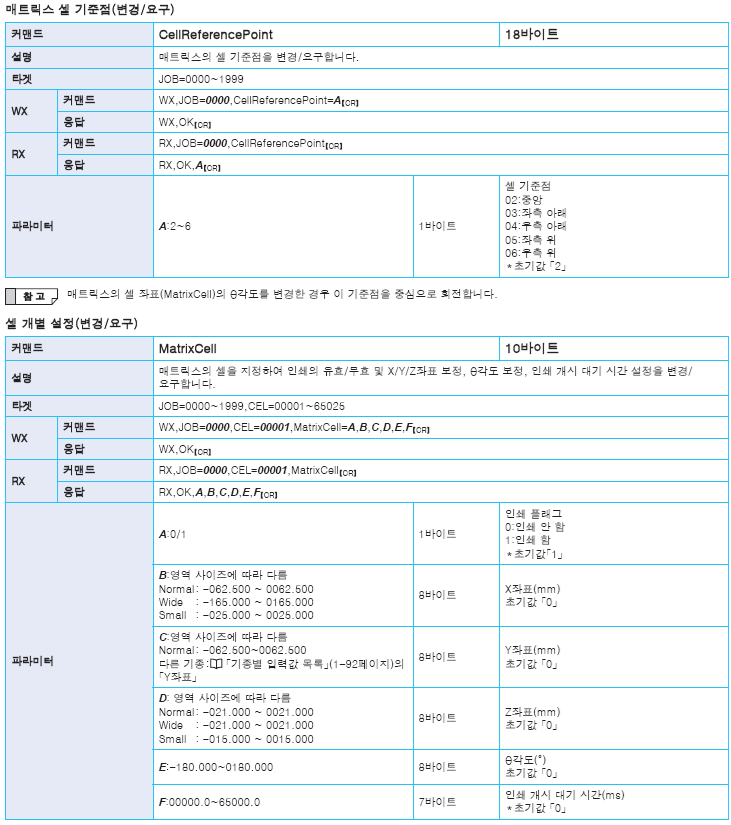 매트릭스 셀 기준점(변경/요구)
커맨드 CellReferencePoint 18바이트
설명 매트릭스의 셀 기준점을 변경/요구합니다.
타겟 JOB=0000~1999
WX 커맨드 WX,JOB=0000,CellReferencePoint=A[CR]
응답 WX,OK[CR]
RX 커맨드 RX,JOB=0000,CellReferencePoint[CR]
응답 RX,OK,A[CR]
파라미터 A:2~6 1바이트
셀 기준점
02:중앙
03:좌측 아래
04:우측 아래
05:좌측 위
06:우측 위
*초기값 「2」
참고 매트릭스의 셀 좌표(MatrixCell)의 θ각도를 변경한 경우 이 기준점을 중심으로 회전합니다.
셀 개별 설정(변경/요구)
커맨드 MatrixCell 10바이트
설명 매트릭스의 셀을 지정하여 인쇄의 유효/무효 및 X/Y/Z좌표 보정, θ각도 보정, 인쇄 개시 대기 시간 설정을 변경/
요구합니다.
타겟 JOB=0000~1999,CEL=00001~65025
WX 커맨드 WX,JOB=0000,CEL=00001,MatrixCell=A,B,C,D,E,F[CR]
응답 WX,OK[CR]
RX 커맨드 RX,JOB=0000,CEL=00001,MatrixCell[CR]
응답 RX,OK,A,B,C,D,E,F[CR]
파라미터
A:0/1 1바이트
인쇄 플래그
0:인쇄 안 함
1:인쇄 함
*초기값「1」
B:영역 사이즈에 따라 다름
Normal: -062.500 ~ 0062.500
Wide : -165.000 ~ 0165.000
Small : -025.000 ~ 0025.000
8바이트
X좌표(mm)
초기값 「0」
C:영역 사이즈에 따라 다름
Normal: -062.500~0062.500
다른 기종:「기종별 입력값 목록」(1-92페이지)의
「Y좌표」
8바이트
Y좌표(mm)
초기값 「0」
D: 영역 사이즈에 따라 다름
Normal: -021.000 ~ 0021.000
Wide : -021.000 ~ 0021.000
Small : -015.000 ~ 0015.000
8바이트
Z좌표(mm)
초기값 「0」
E:-180.000~0180.000 8바이트
θ각도(°)
초기값 「0」
F:00000.0~65000.0 7바이트
인쇄 개시 대기 시간(ms)
*초기값 「0」